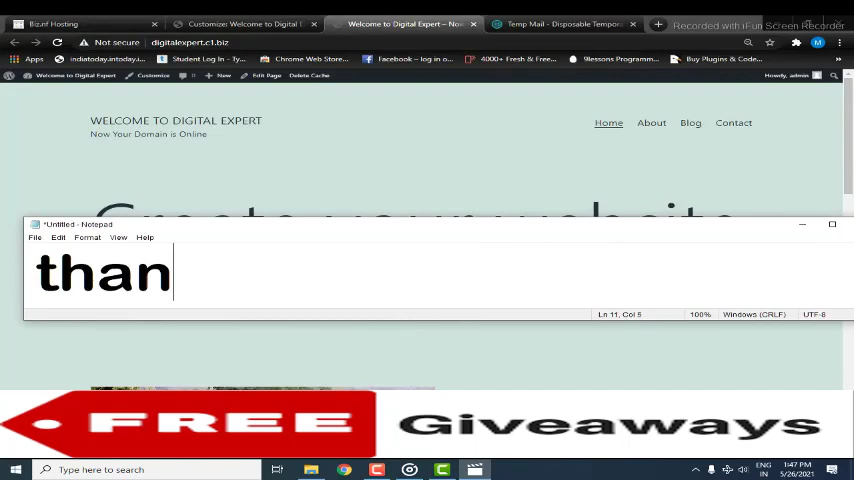 Biz.nf Hosting
Customize: Welcome to Digital E
Welcome to Digital Expert – Now
Temp Mail - Disposable Tempora
Recorded with iFun Screen Recorder
Not secure
digitalexpert.c1.biz
M
Apps
indiatoday.intoday.i...
Student Log In - Ty...
Chrome Web Store...
Facebook – log in o...
4000+ Fresh & Free...
9lessons Programm...
Buy Plugins & Code...
Welcome to Digital Expert
Customize
0
New
Edit Page
Delete Cache
Howdy, admin
WELCOME TO DIGITAL EXPERT
Now Your Domain is Online
Home
About
Blog
Contact
Create your website
*Untitled - Notepad
File
Edit
Format
View
Help
than
Ln 11, Col 5
100%
Windows (CRLF)
UTF-8
FREE
Giveaways
Type here to search
ENG
IN
1:47 PM
5/26/2021